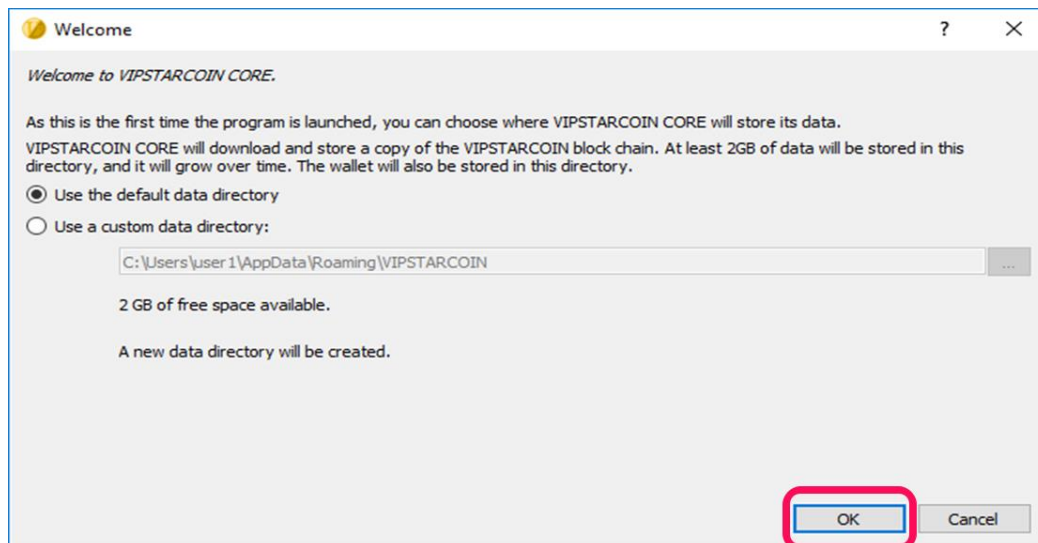 Welcome
?
Welcome to VIPSTARCOIN CORE.
As this is the first time the program is launched, you can choose where VIPSTARCOIN CORE will store its data.
VIPSTARCOIN CORE will download and store a copy of the VIPSTARCOIN block chain. At least 2GB of data will be stored in this
directory, and it will grow over time. The wallet will also be stored in this directory.
Use the default data directory
Use a custom data directory:
C:\Users\user1\AppData\Roaming\VIPSTARCOIN
...
2 GB of free space available.
A new data directory will be created.
OK
Cancel